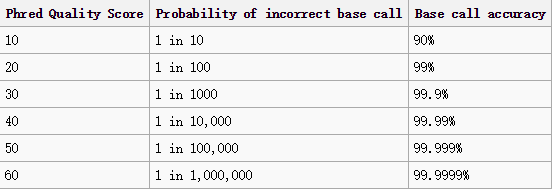 Phred Quality Score Probability of incorrect base call Base call accuracy
10 1 in 10 90%
20 1 in 100 99%
30 1 in 1000 99.9%
40 1 in 10,000 99.99%
50 1 in 100,000 99.999%
60 1 in 1,000,000 99.9999%